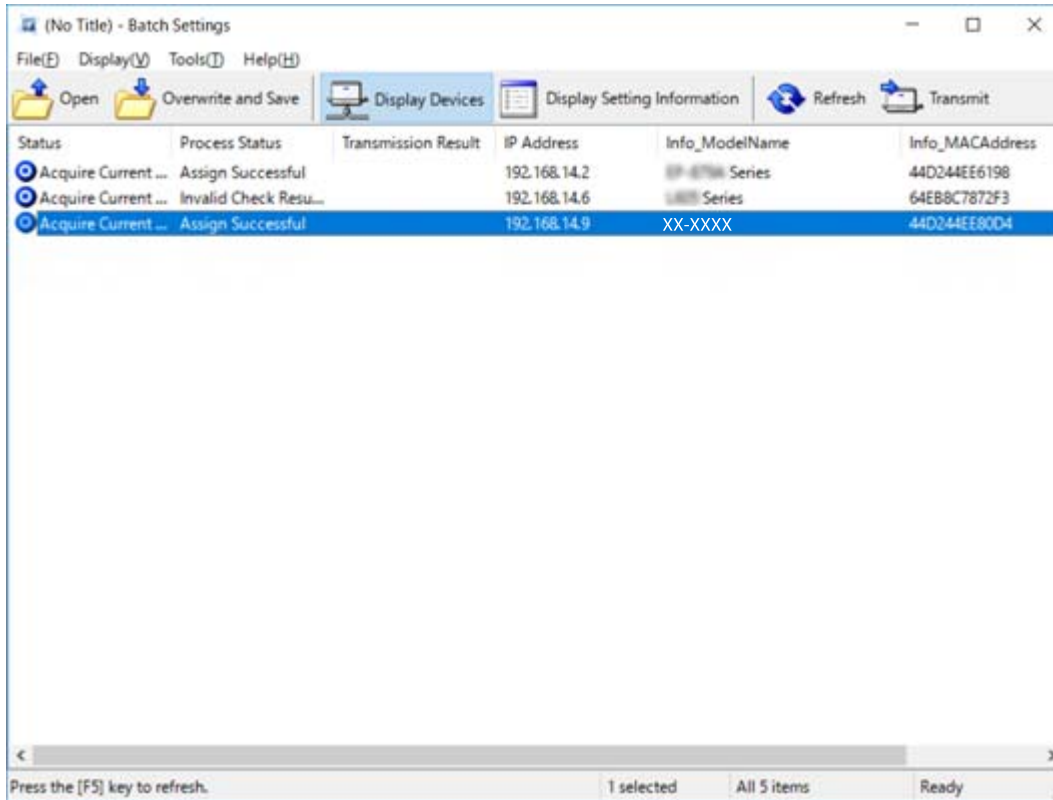 (No Title) - Batch Settings
File(F) Display(V) Tools(T) Help(H)
Open Overwrite and Save Display Devices Display Setting Information Refresh Transmit
Status Process Status Transmission Result IP Address Info_ModelName Info_MACAddress
Acquire Current ... Assign Successful 192.168.14.2 Series 44D244EE6198
Acquire Current ... Invalid Check Resu... 192.168.14.6 Series 64EB8C7872F3
Acquire Current ... Assign Successful 192.168.14.9 XX-XXXX 44D244EE80D4
Press the [F5] key to refresh. 1 selected All 5 items Ready